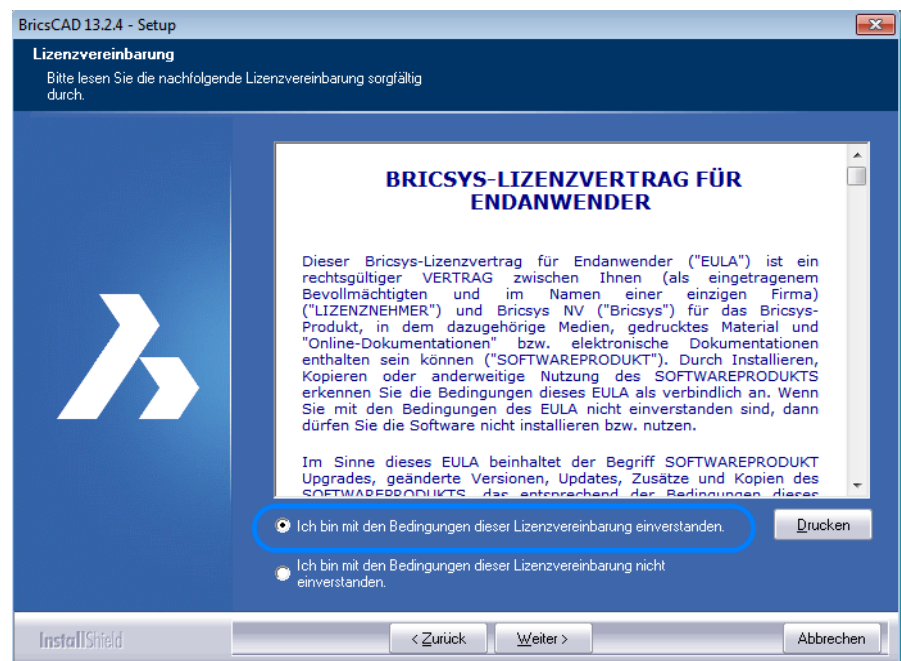 BricsCAD 13.2.4 - Setup
Lizenzvereinbarung
Bitte lesen Sie die nachfolgende Lizenzvereinbarung sorgfältig
durch.
BRICSYS-LIZENZVERTRAG FÜR
ENDANWENDER
Dieser Bricsys-Lizenzvertrag für Endanwender ("EULA") ist ein
rechtsgültiger VERTRAG zwischen Ihnen (als eingetragenem
Bevollmächtigten und im Namen einer einzigen Firma)
("LIZENZNEHMER") und Bricsys NV ("Bricsys") für das Bricsys-
Produkt, in dem dazugehörige Medien, gedrucktes Material und
"Online-Dokumentationen" bzw. elektronische Dokumentationen
enthalten sein können ("SOFTWAREPRODUKT"). Durch Installieren,
Kopieren oder anderweitige Nutzung des SOFTWAREPRODUKTS
erkennen Sie die Bedingungen dieses EULA als verbindlich an. Wenn
Sie mit den Bedingungen des EULA nicht einverstanden sind, dann
dürfen Sie die Software nicht installieren bzw. nutzen.
Im Sinne dieses EULA beinhaltet der Begriff SOFTWAREPRODUKT
Upgrades, geänderte Versionen, Updates, Zusätze und Kopien des
SOFTWAREPRODUKTS, das entsprechend der Bedingungen dieses
Ich bin mit den Bedingungen dieser Lizenzvereinbarung einverstanden.
Drucken
Ich bin mit den Bedingungen dieser Lizenzvereinbarung nicht
einverstanden.
InstallShield
< Zurück
Weiter >
Abbrechen